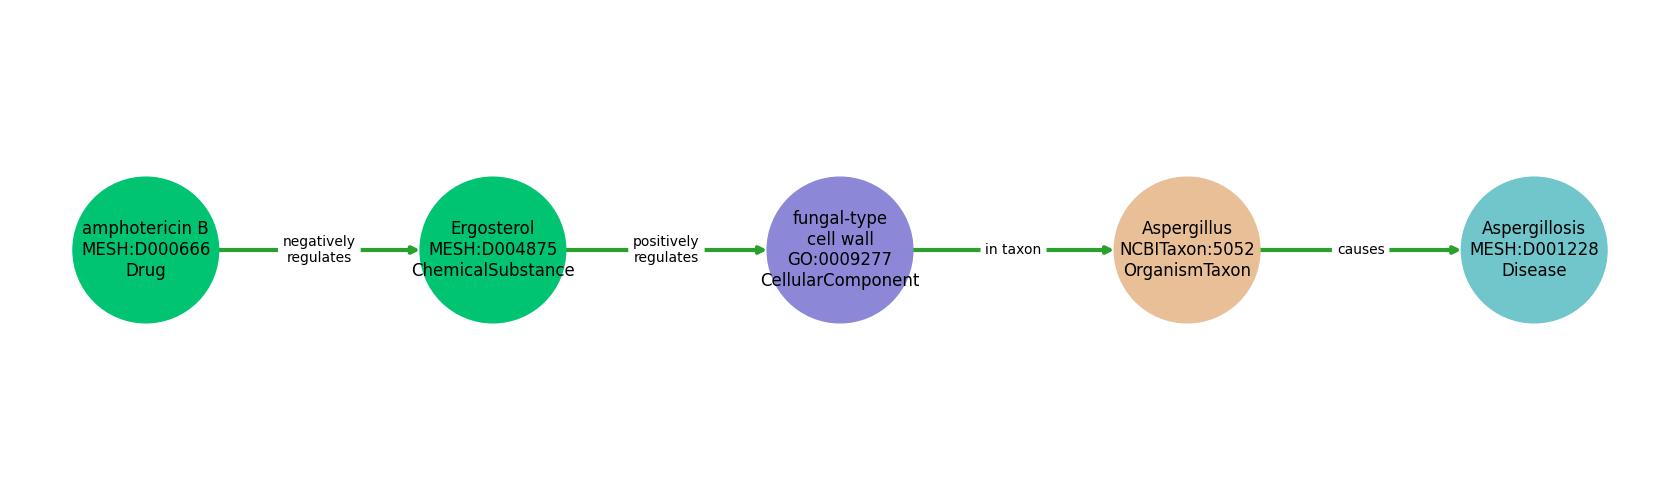 amphotericin B
MESH:D000666
Drug
negatively
regulates
Ergosterol
MESH:D004875
ChemicalSubstance
positively
regulates
fungal-type
cell wall
GO:0009277
CellularComponent
in taxon
Aspergillus
NCBITaxon:5052
OrganismTaxon
causes
Aspergillosis
MESH:D001228
Disease